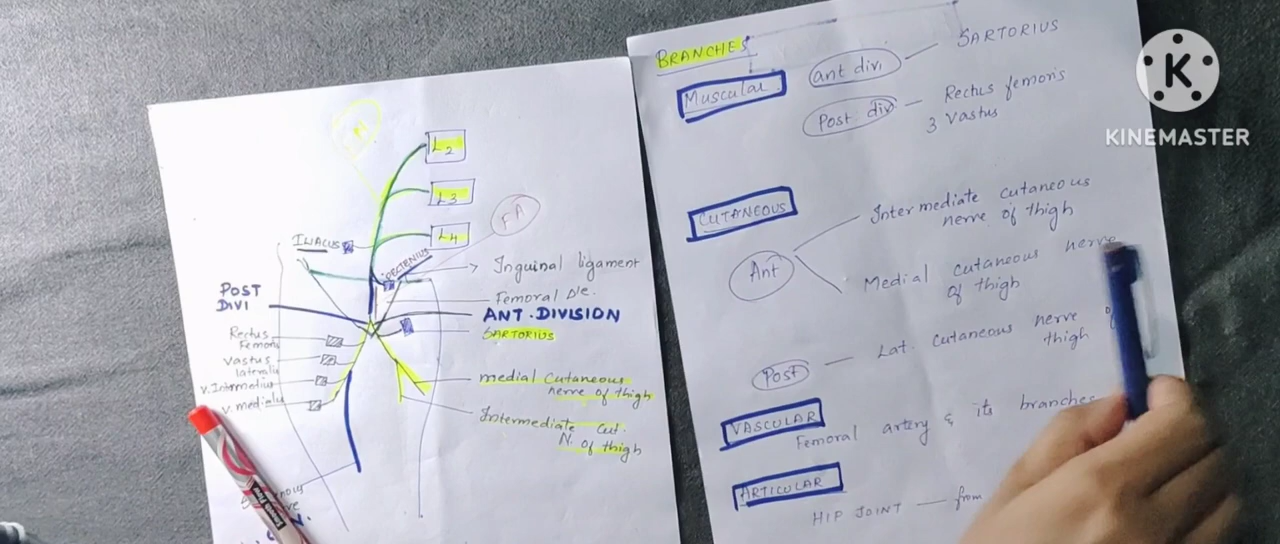 L2
L3
L4
FA
ILIACUS
PECTENIUS
Inguinal ligament
Femoral
POST
DIVI
ANT. DIVISION
SARTORIUS
Rectus
Femoris
Vastus
lateralis
V. Intermedius
V. medialis
medial Cutaneous
nerve of thigh
Intermediate cut.
N. of thigh
BRANCHES
Muscular
ant divi
SARTORIUS
Post div
Rectus femoris
3 vastus
CUTANEOUS
Ant
Intermediate cutaneous
nerve of thigh
Medial cutaneous nerve
of thigh
Post
Lat. cutaneous nerve of
thigh
VASCULAR
Femoral artery & its branches
ARTICULAR
HIP JOINT — from
K
KINEMASTER